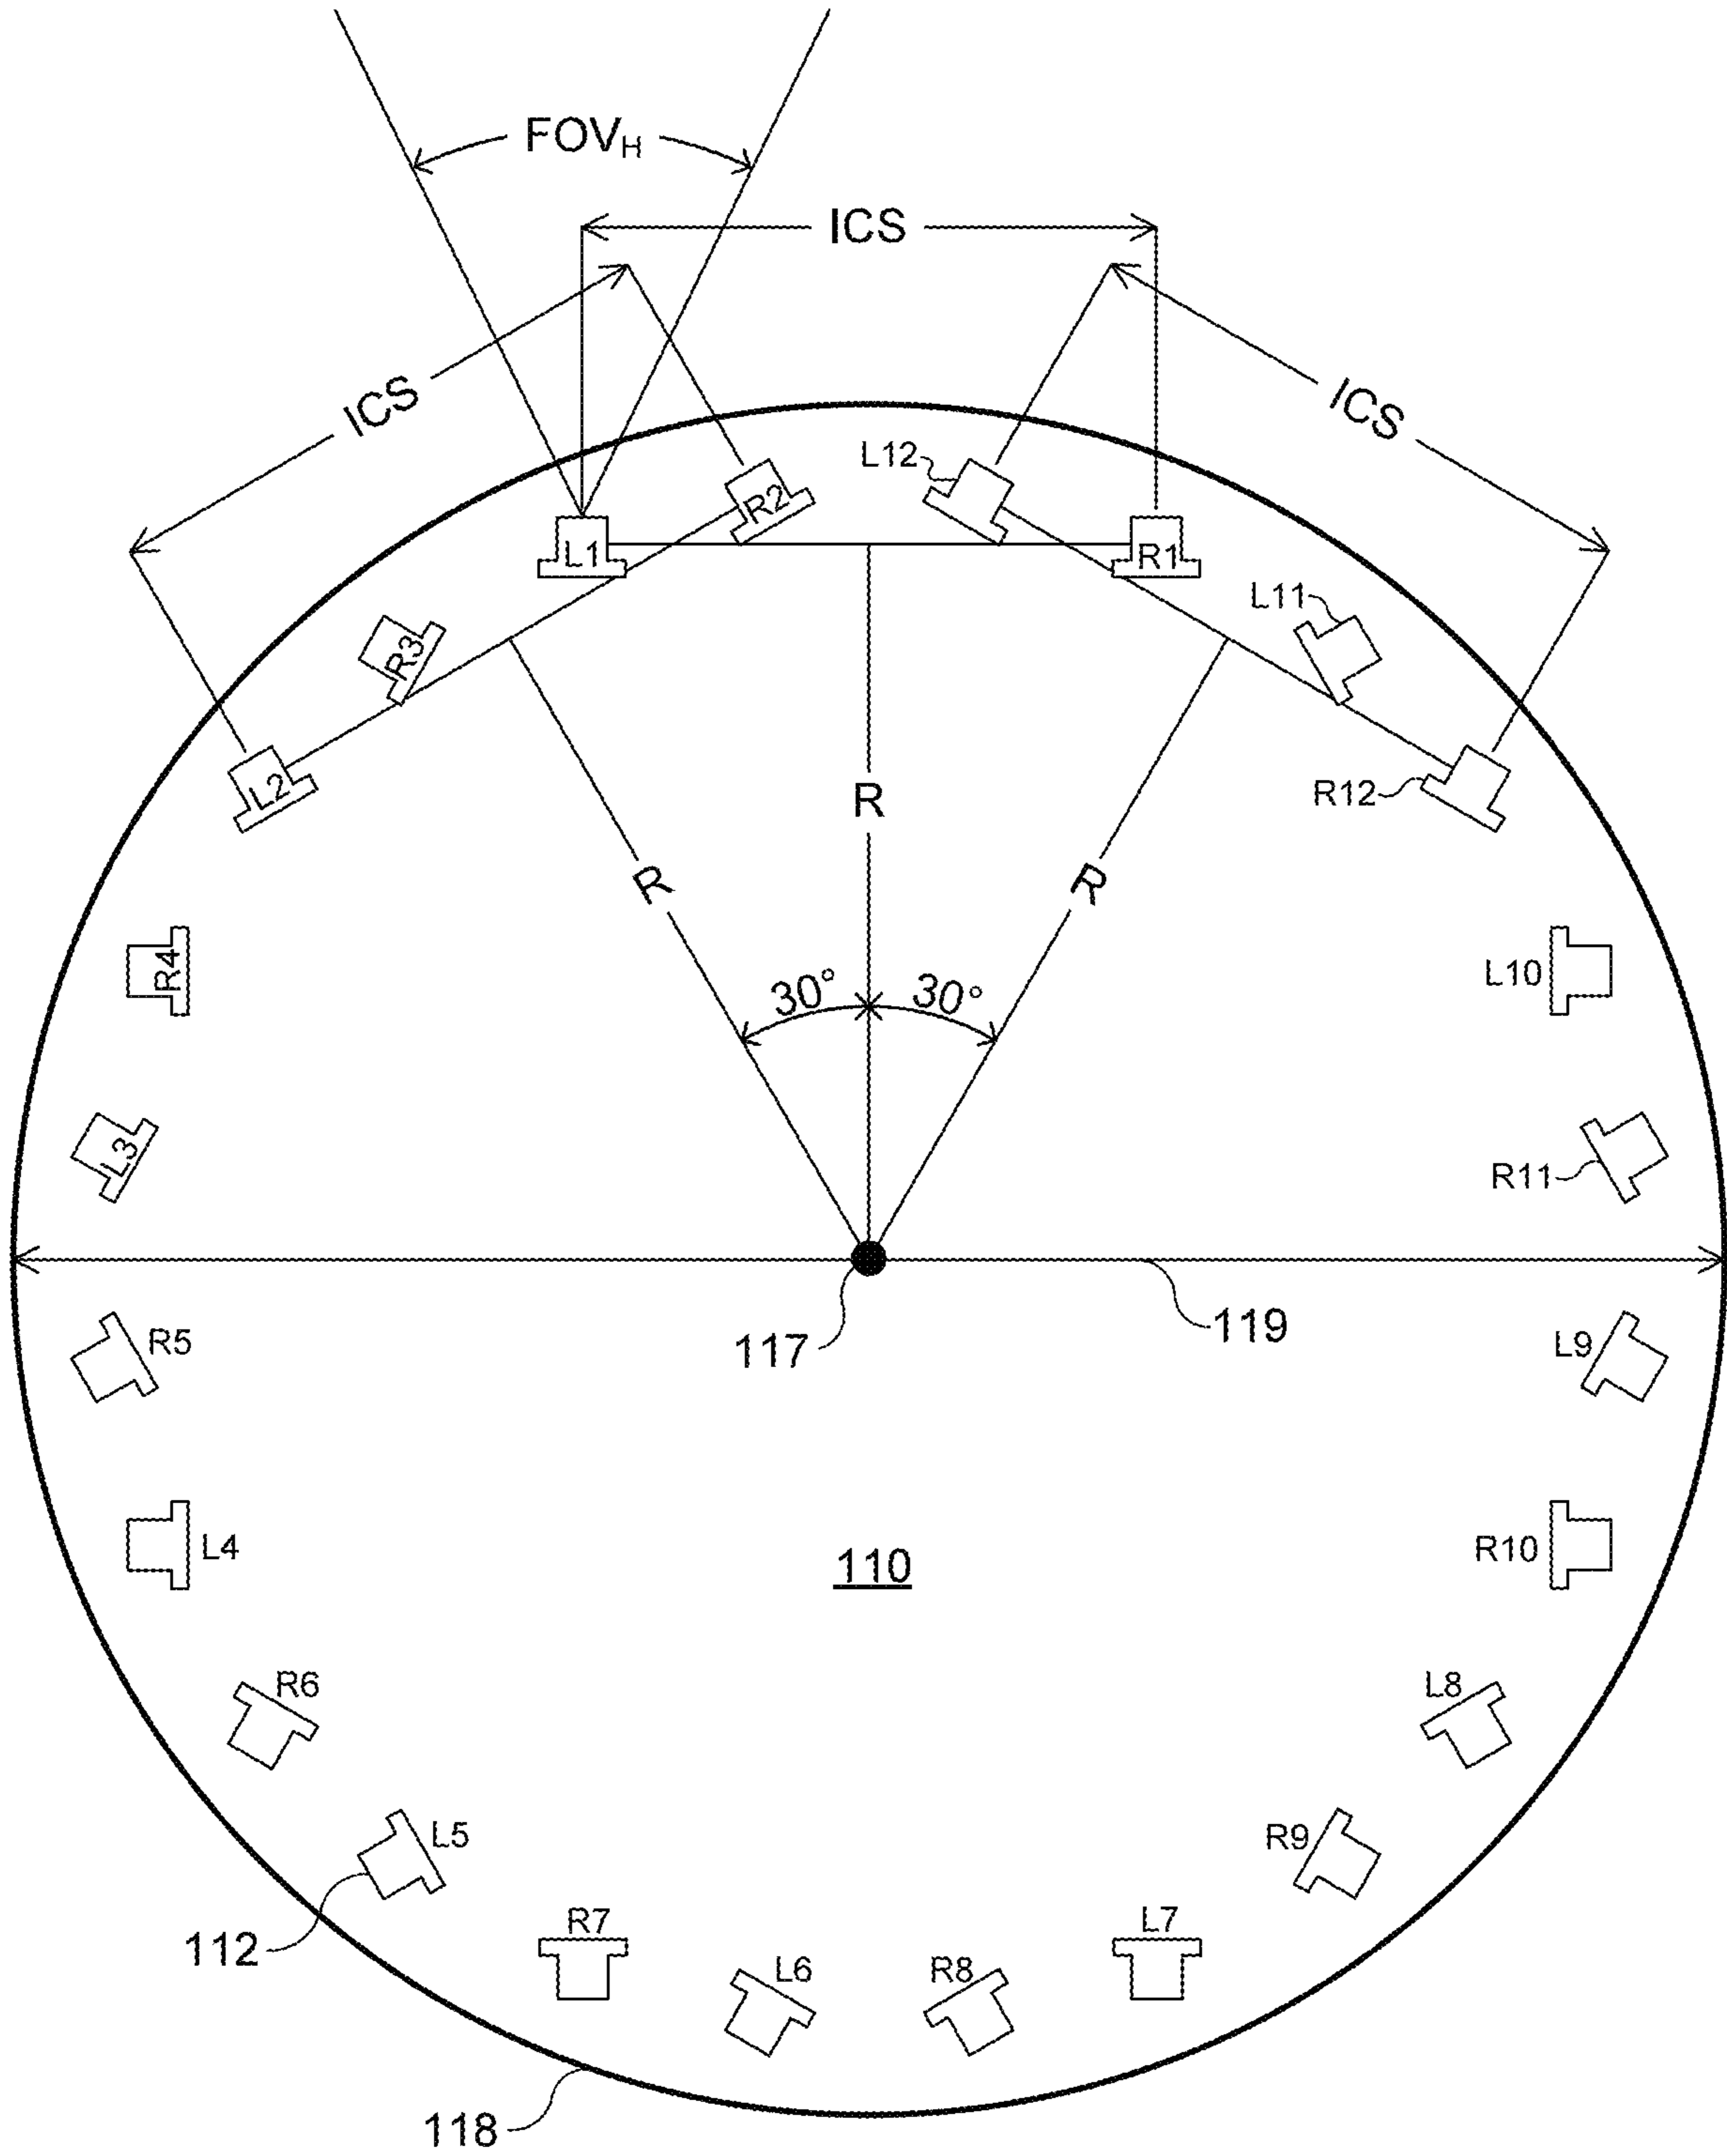 FOVH
ICS
ICS
ICS
L12
R2
L1
R1
L11
R3
L2
R12
R
R
R
30°
30°
R4
L10
L3
R11
117
119
R5
L9
L4
R10
110
R6
L8
L5
R9
112
R7
L7
L6
R8
118